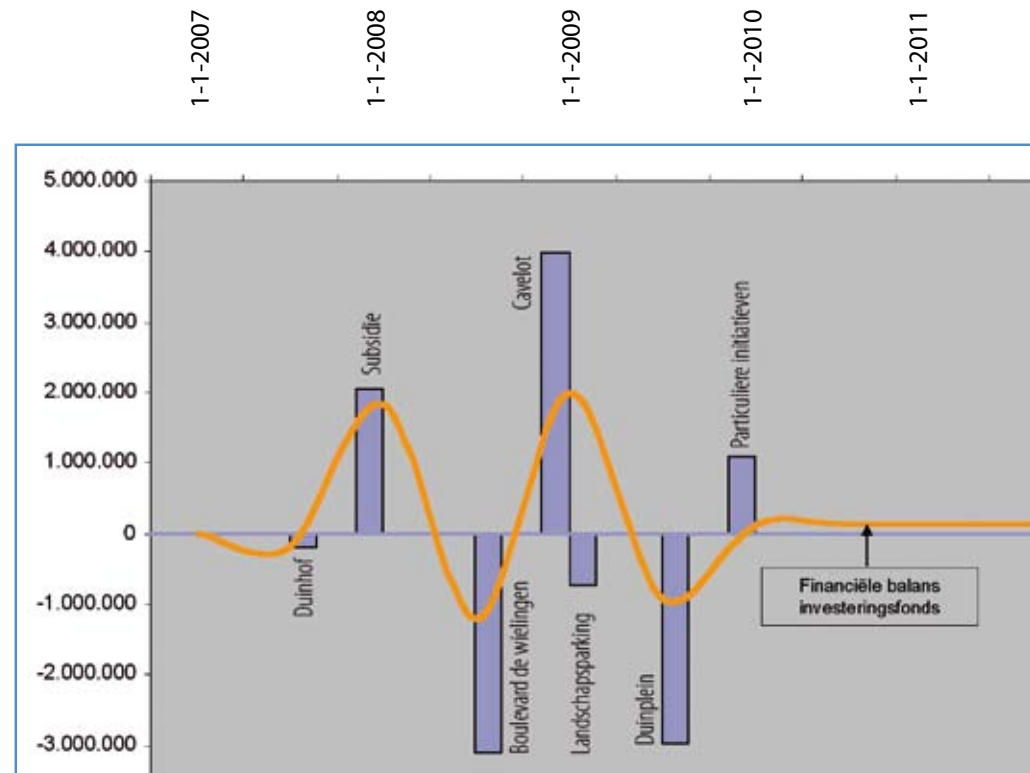 1-1-2007
1-1-2008
1-1-2009
1-1-2010
1-1-2011
5.000.000
4.000.000
3.000.000
2.000.000
1.000.000
0
-1.000.000
-2.000.000
-3.000.000
Duinhof
Subsidie
Boulevard de wielingen
Cavelot
Landschapsparking
Duinplein
Particuliere initiatieven
Financiële balans
investeringsfonds